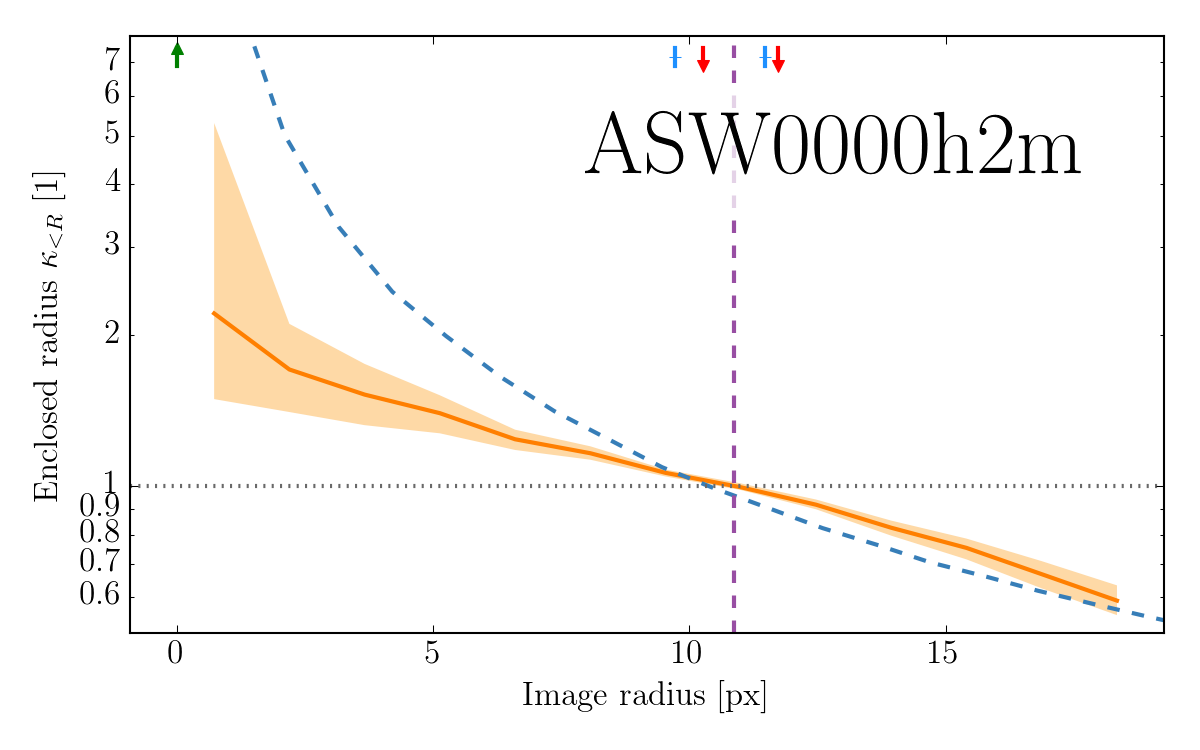 ASW0000h2m
Enclosed radius κ<R [1]
7
6
5
4
3
2
1
0.9
0.8
0.7
0.6
0 5 10 15
Image radius [px]